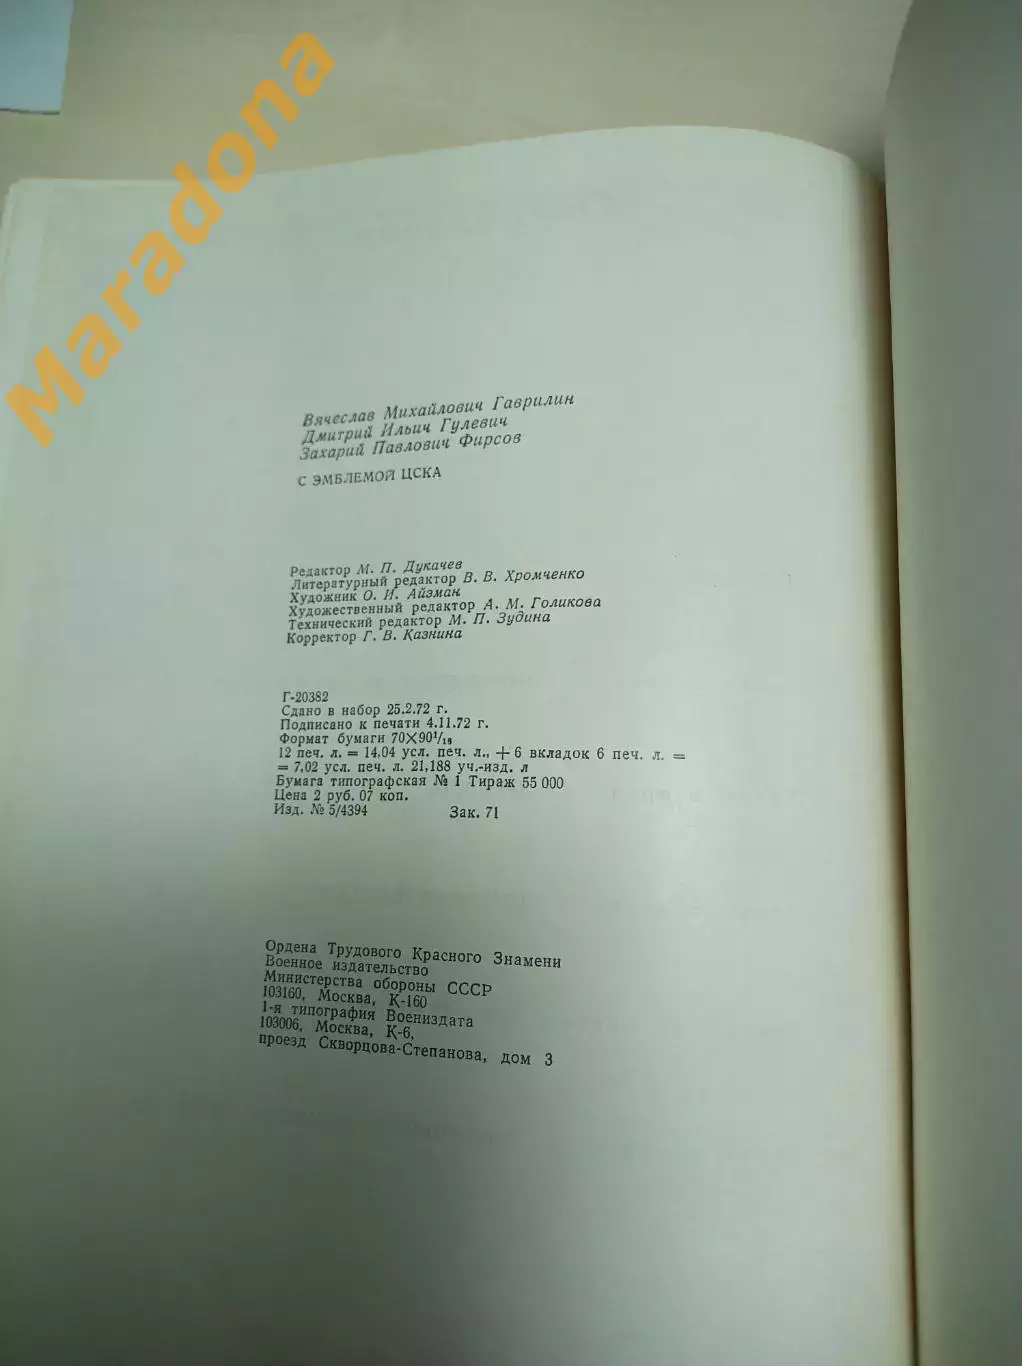 Maradona
Вячеслав Михайлович Гаврилин
Дмитрий Ильич Гулевич
Захарий Павлович Фирсов
С ЭМБЛЕМОЙ ЦСКА
Редактор М. П. Дукачев
Литературный редактор В. В. Хромченко
Художник О. И. Айзман
Художественный редактор А. М. Голикова
Технический редактор М. П. Зудина
Корректор Г. В. Казнина
Г-20382
Сдано в набор 25.2.72 г.
Подписано к печати 4.11.72 г.
Формат бумаги 70×90¹/₁₆
12 печ. л. = 14,04 усл. печ. л., + 6 вкладок 6 печ. л. =
= 7,02 усл. печ. л. 21,188 уч.-изд. л
Бумага типографская № 1 Тираж 55 000
Цена 2 руб. 07 коп.
Изд. № 5/4394 Зак. 71
Ордена Трудового Красного Знамени
Военное издательство
Министерства обороны СССР
103160, Москва, К-160
1-я типография Воениздата
103006, Москва, К-6,
проезд Скворцова-Степанова, дом 3